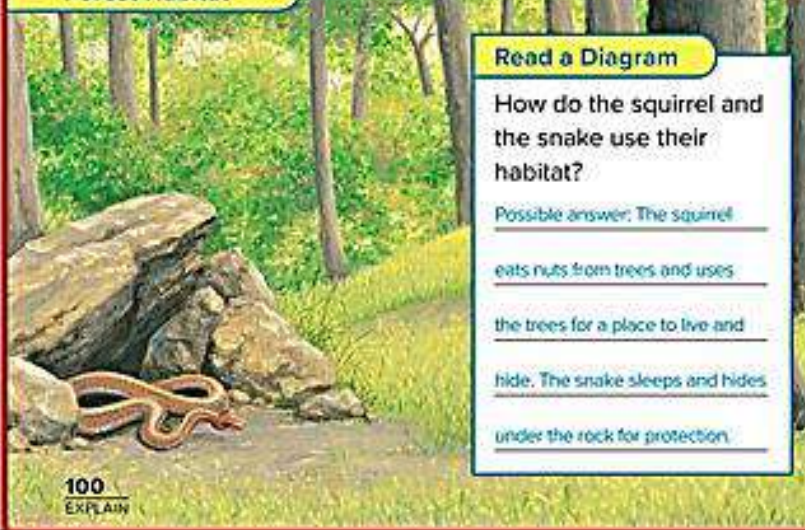 Forest Habitat
Read a Diagram
How do the squirrel and
the snake use their
habitat?
Possible answer: The squirrel
eats nuts from trees and uses
the trees for a place to live and
hide. The snake sleeps and hides
under the rock for protection.
100
EXPLAIN